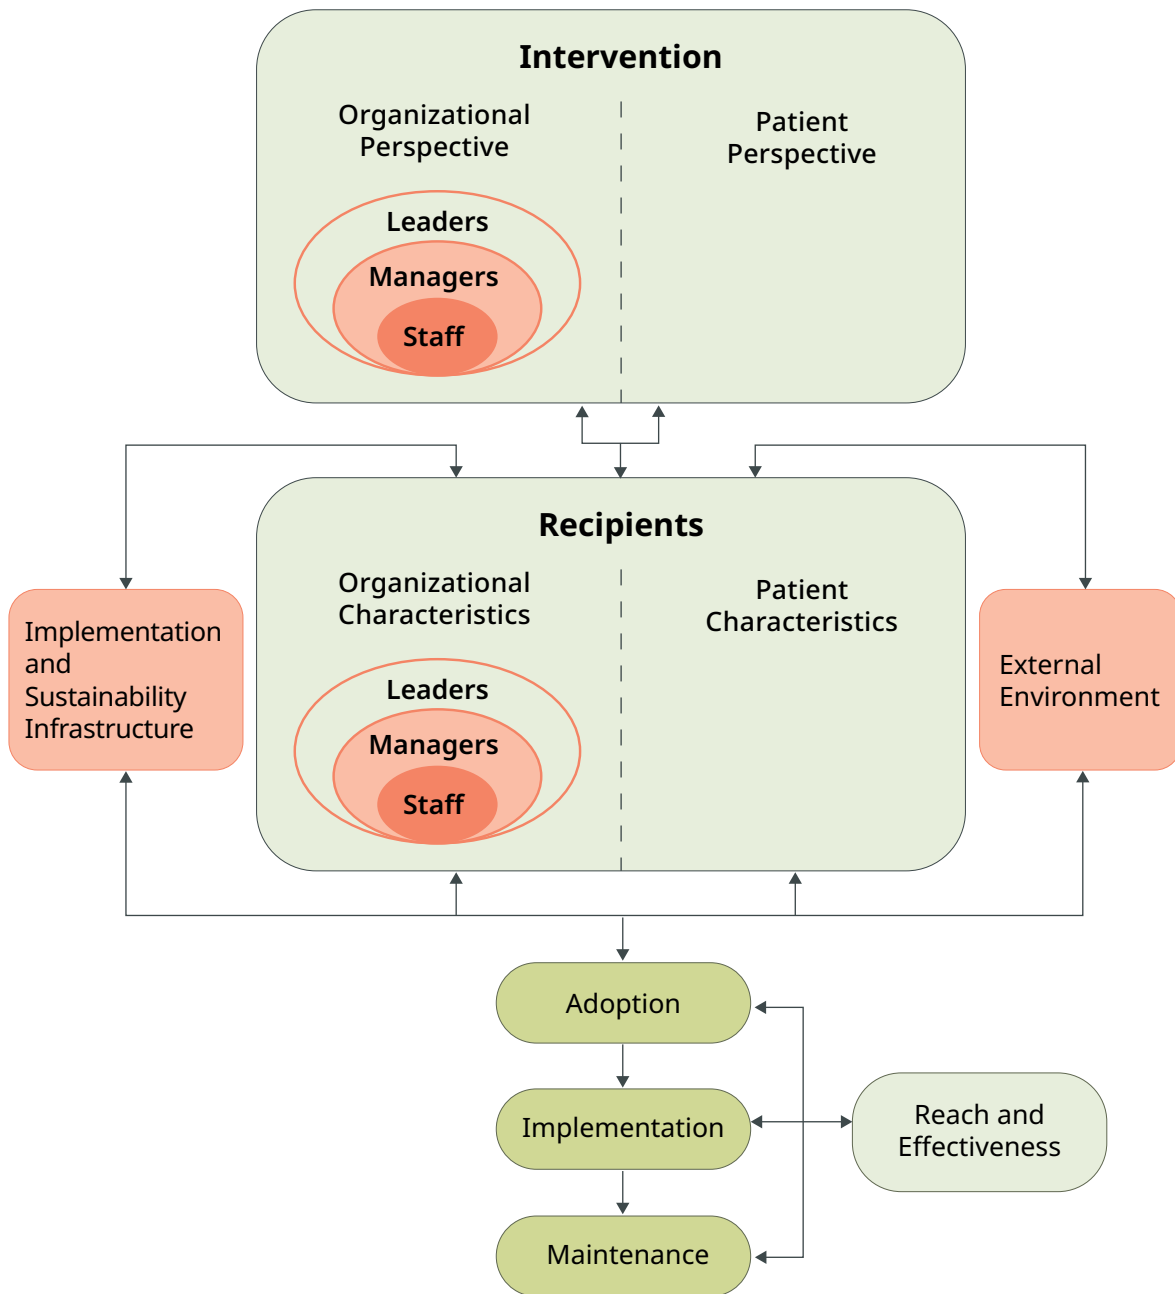 Intervention
Organizational
Perspective
Patient
Perspective
Leaders
Managers
Staff
Recipients
Organizational
Characteristics
Patient
Characteristics
Leaders
Managers
Staff
Implementation
and
Sustainability
Infrastructure
External
Environment
Adoption
Implementation
Reach and
Effectiveness
Maintenance